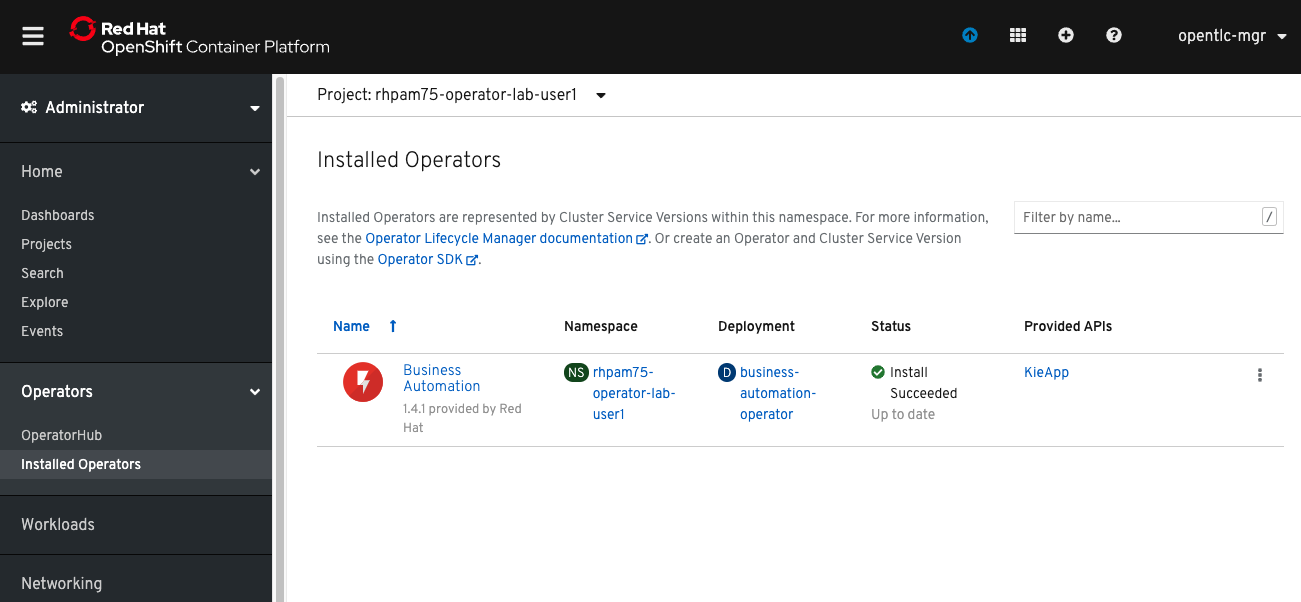 Red Hat
OpenShift Container Platform
opentlc-mgr
Administrator
Home
Dashboards
Projects
Search
Explore
Events
Operators
OperatorHub
Installed Operators
Workloads
Networking
Project: rhpam75-operator-lab-user1
Installed Operators
Installed Operators are represented by Cluster Service Versions within this namespace. For more information,
see the Operator Lifecycle Manager documentation. Or create an Operator and Cluster Service Version
using the Operator SDK.
Filter by name...
/
Name
Namespace
Deployment
Status
Provided APIs
Business
Automation
1.4.1 provided by Red
Hat
NS rhpam75-
operator-lab-
user1
D business-
automation-
operator
Install
Succeeded
Up to date
KieApp